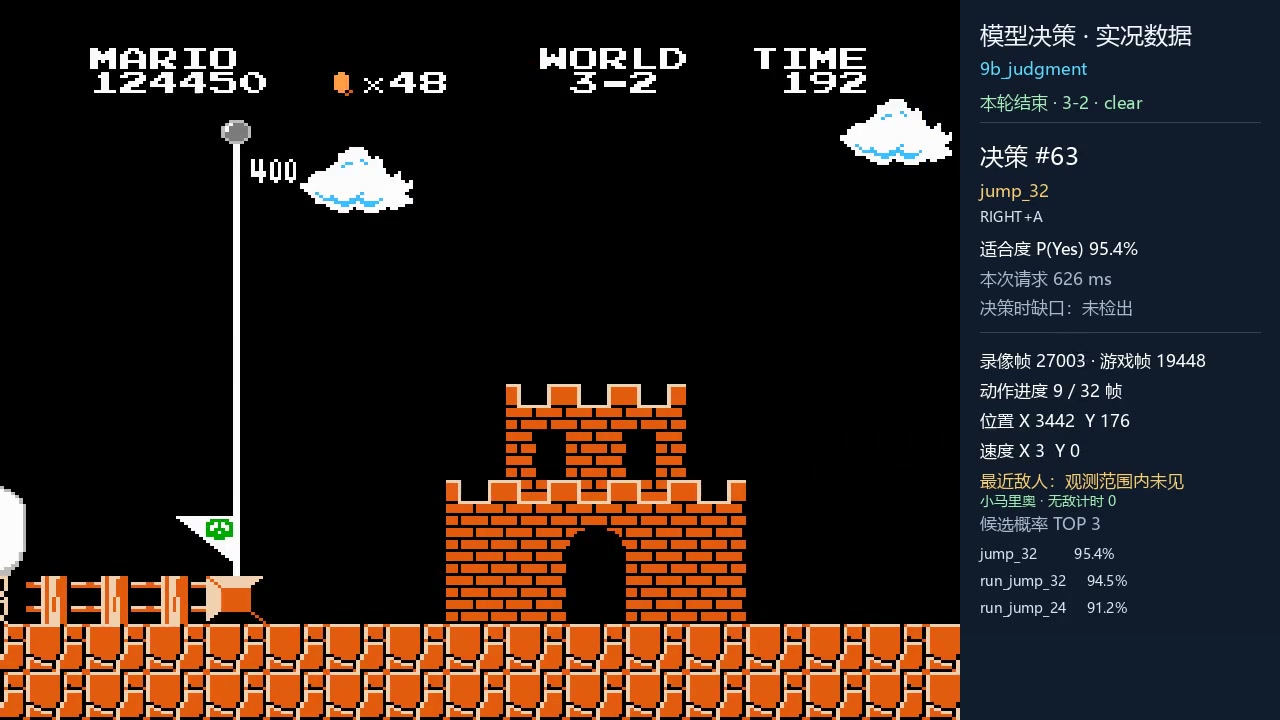 MARIO
124450
×48
WORLD
3-2
TIME
192
400
模型决策 · 实况数据
9b_judgment
本轮结束 · 3-2 · clear
决策 #63
jump_32
RIGHT+A
适合度 P(Yes) 95.4%
本次请求 626 ms
决策时缺口：未检出
录像帧 27003 · 游戏帧 19448
动作进度 9 / 32 帧
位置 X 3442 Y 176
速度 X 3 Y 0
最近敌人：观测范围内未见
小马里奥 · 无敌计时 0
候选概率 TOP 3
jump_32 95.4%
run_jump_32 94.5%
run_jump_24 91.2%